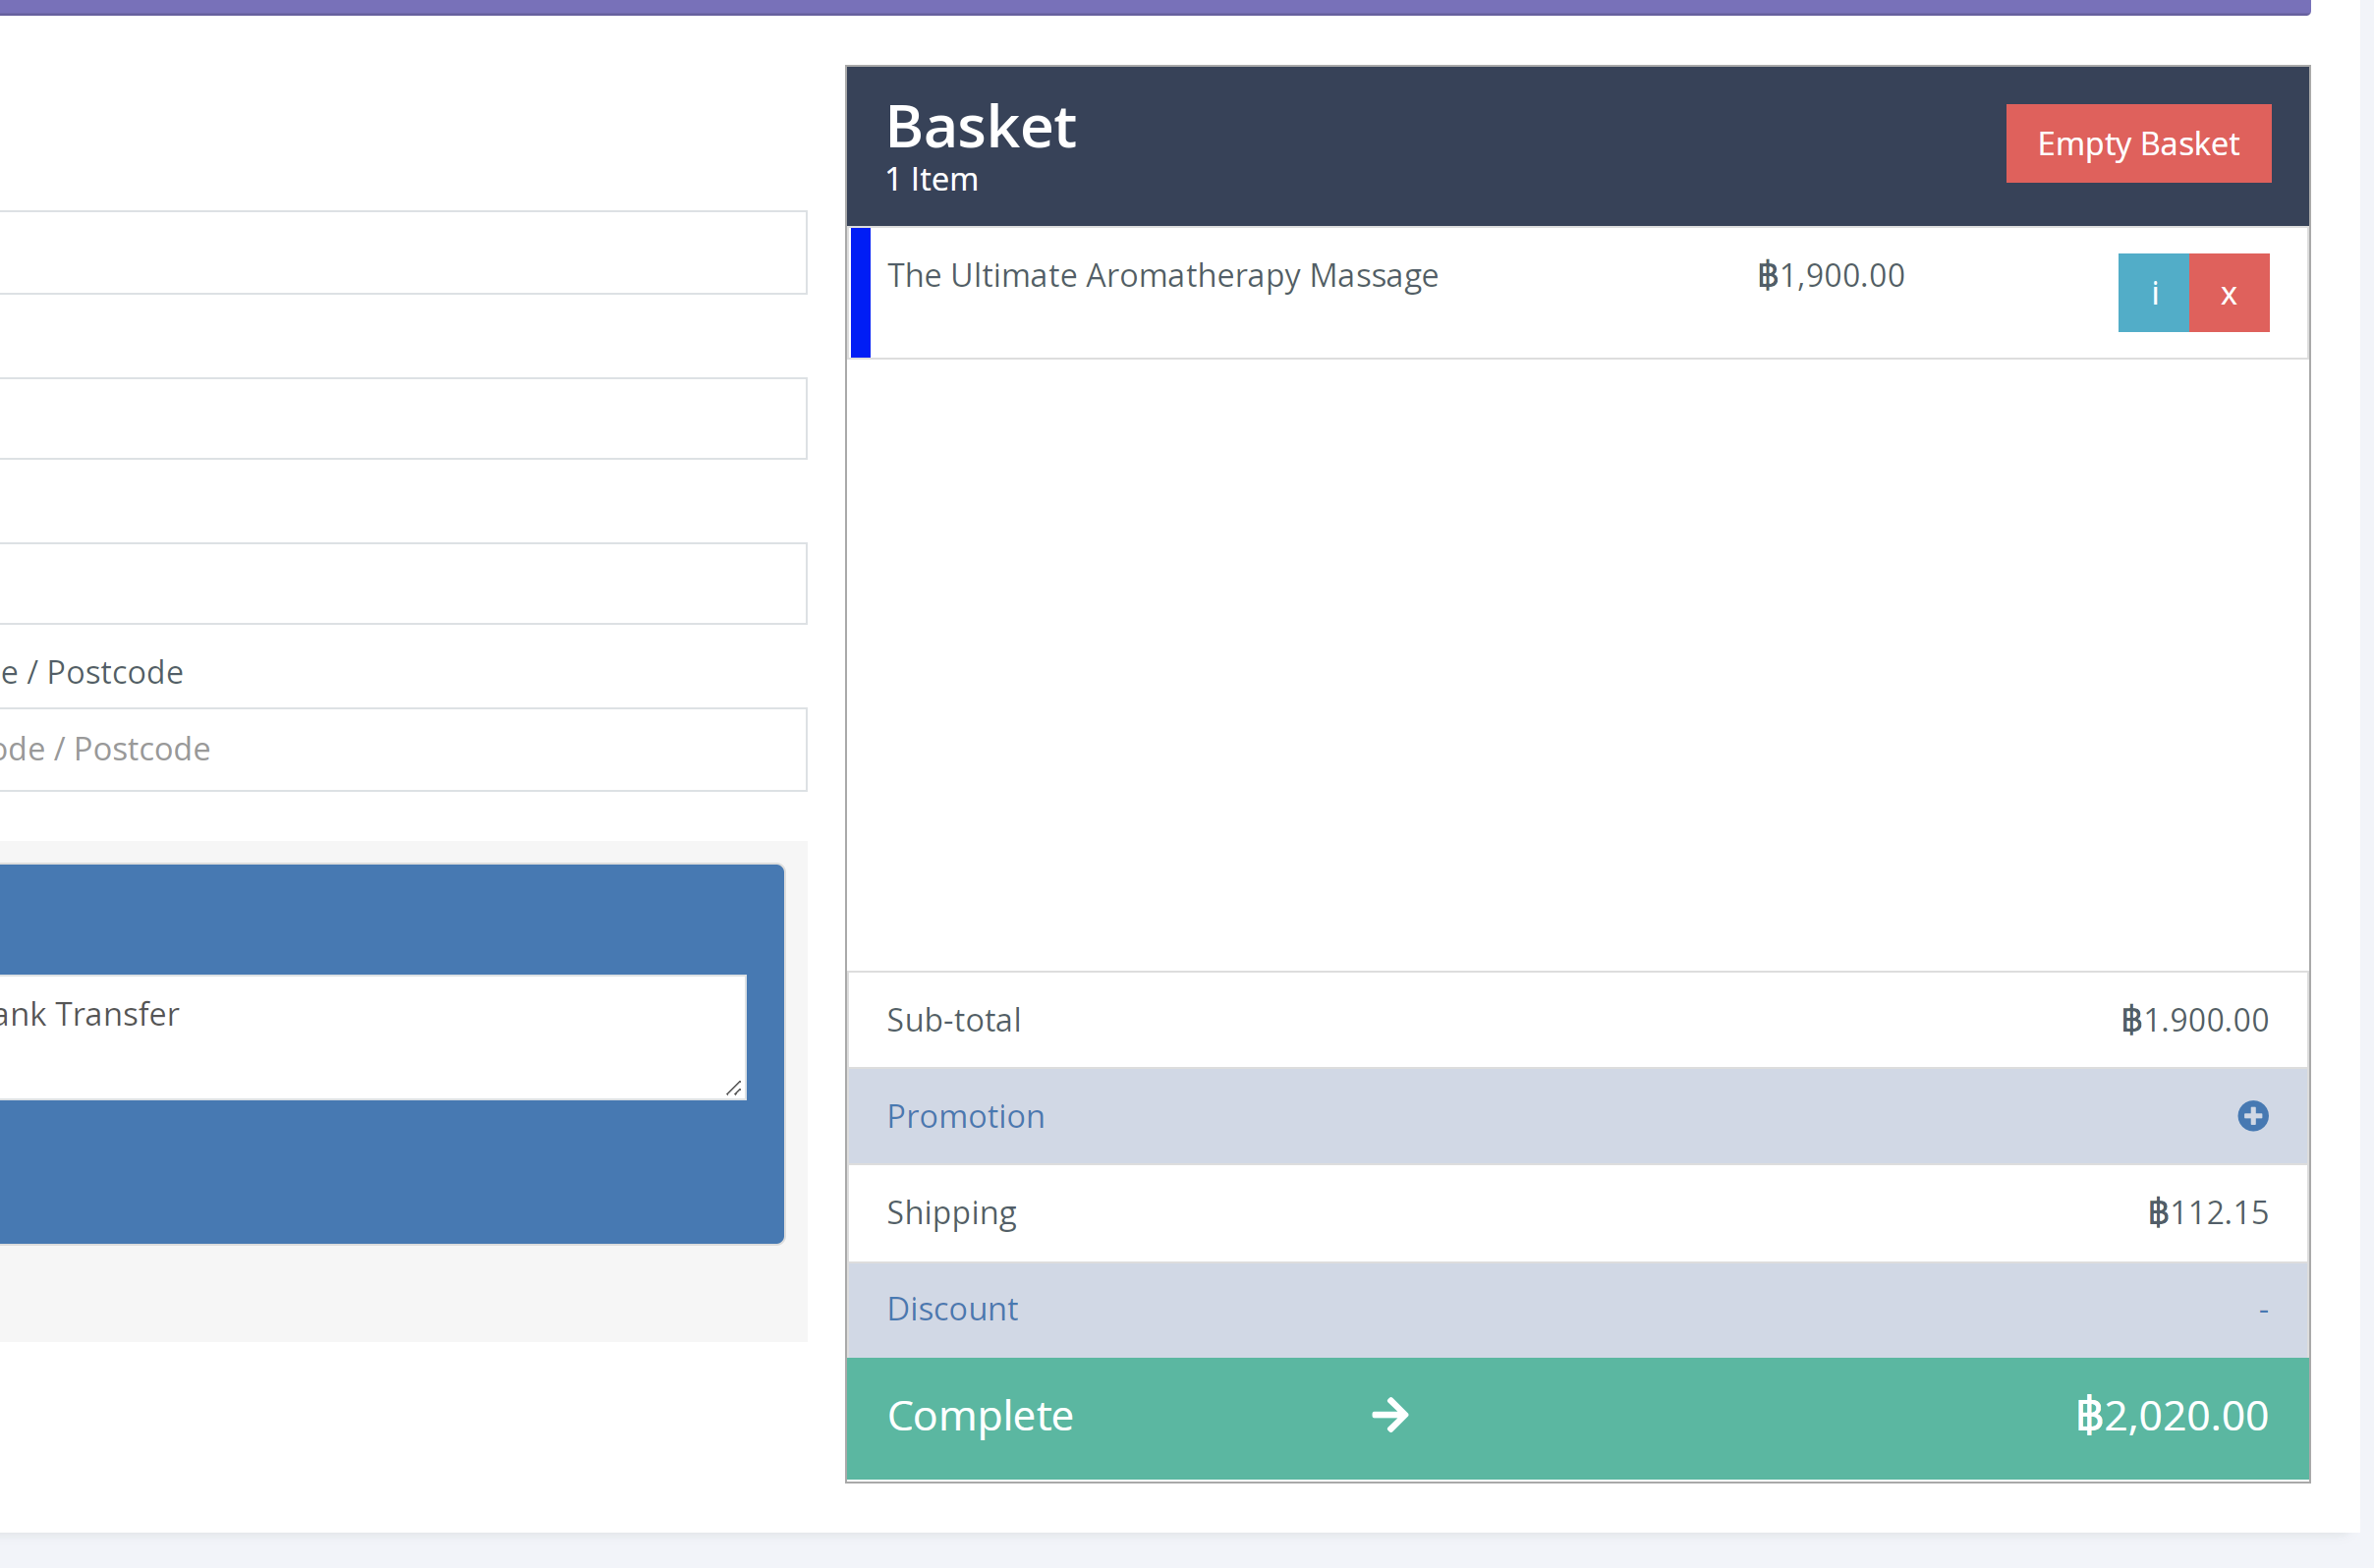 Basket
1 Item
Empty Basket
The Ultimate Aromatherapy Massage ฿1,900.00 i x
e / Postcode
ode / Postcode
ank Transfer
Sub-total ฿1.900.00
Promotion
Shipping ฿112.15
Discount -
Complete ฿2,020.00